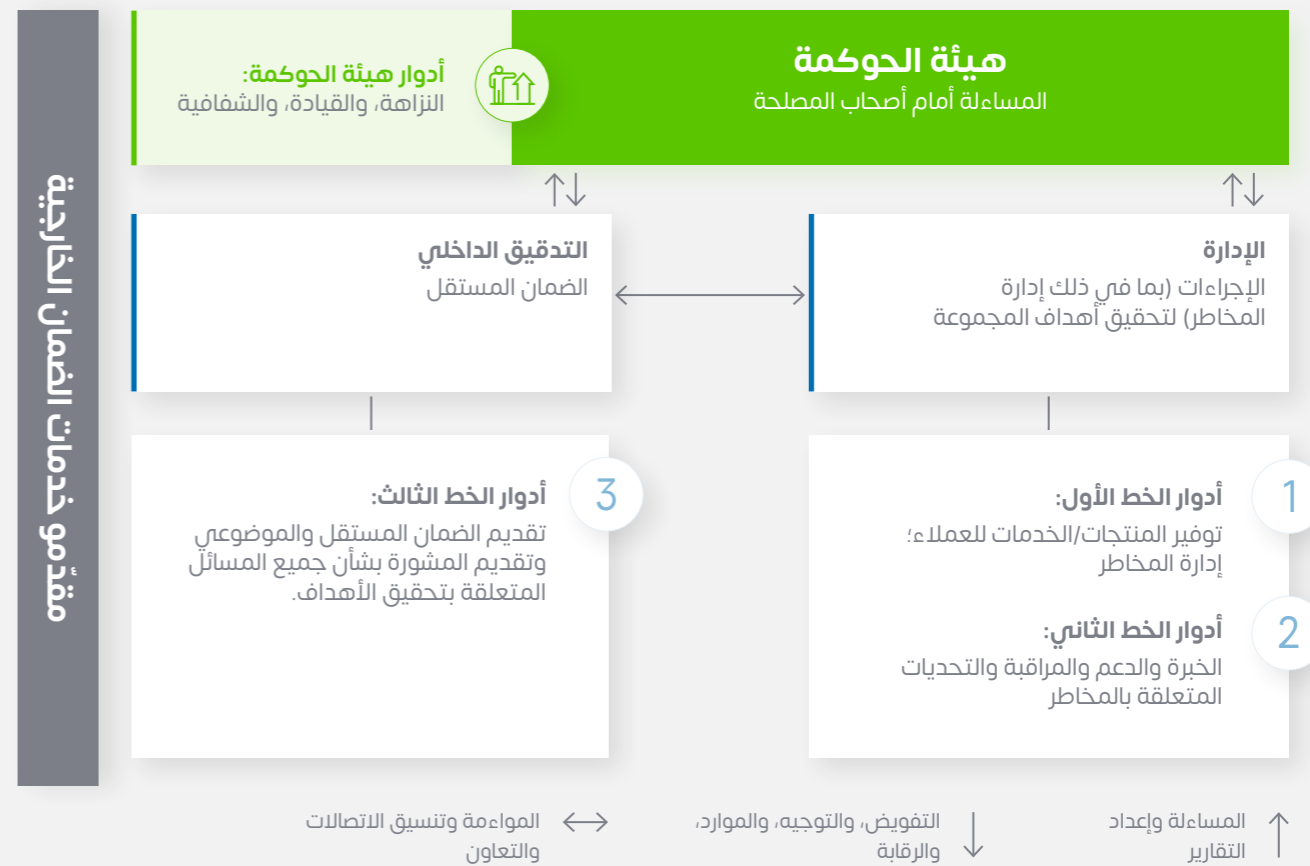 هيئة الحوكمة
المساءلة أمام أصحاب المصلحة
أدوار هيئة الحوكمة:
النزاهة، والقيادة، والشفافية
الإدارة
الإجراءات (بما في ذلك إدارة
المخاطر) لتحقيق أهداف المجموعة
التدقيق الداخلي
الضمان المستقل
1
أدوار الخط الأول:
توفير المنتجات/الخدمات للعملاء؛
إدارة المخاطر
2
أدوار الخط الثاني:
الخبرة والدعم والمراقبة والتحديات
المتعلقة بالمخاطر
3
أدوار الخط الثالث:
تقديم الضمان المستقل والموضوعي
وتقديم المشورة بشأن جميع المسائل
المتعلقة بتحقيق الأهداف.
مقدّمو خدمات الضمان الخارجية
المساءلة وإعداد
التقارير
التفويض، والتوجيه، والموارد،
والرقابة
المواءمة وتنسيق الاتصالات
والتعاون